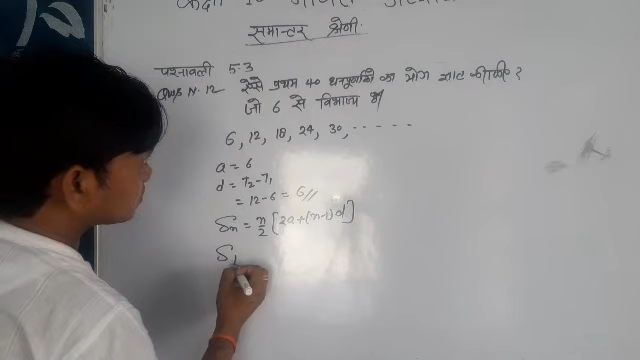 समान्तर श्रेणी
प्रश्नावली 5.3
QUES N. 12 ऐसे प्रथम 40 धनपूर्णांको का योग ज्ञात कीजीए ?
जो 6 से विभाज्य हैं
6, 12, 18, 24, 30, ......
a = 6
d = T2-T1
= 12-6 = 6//
Sn = n/2 [2a+(n-1)d]
S